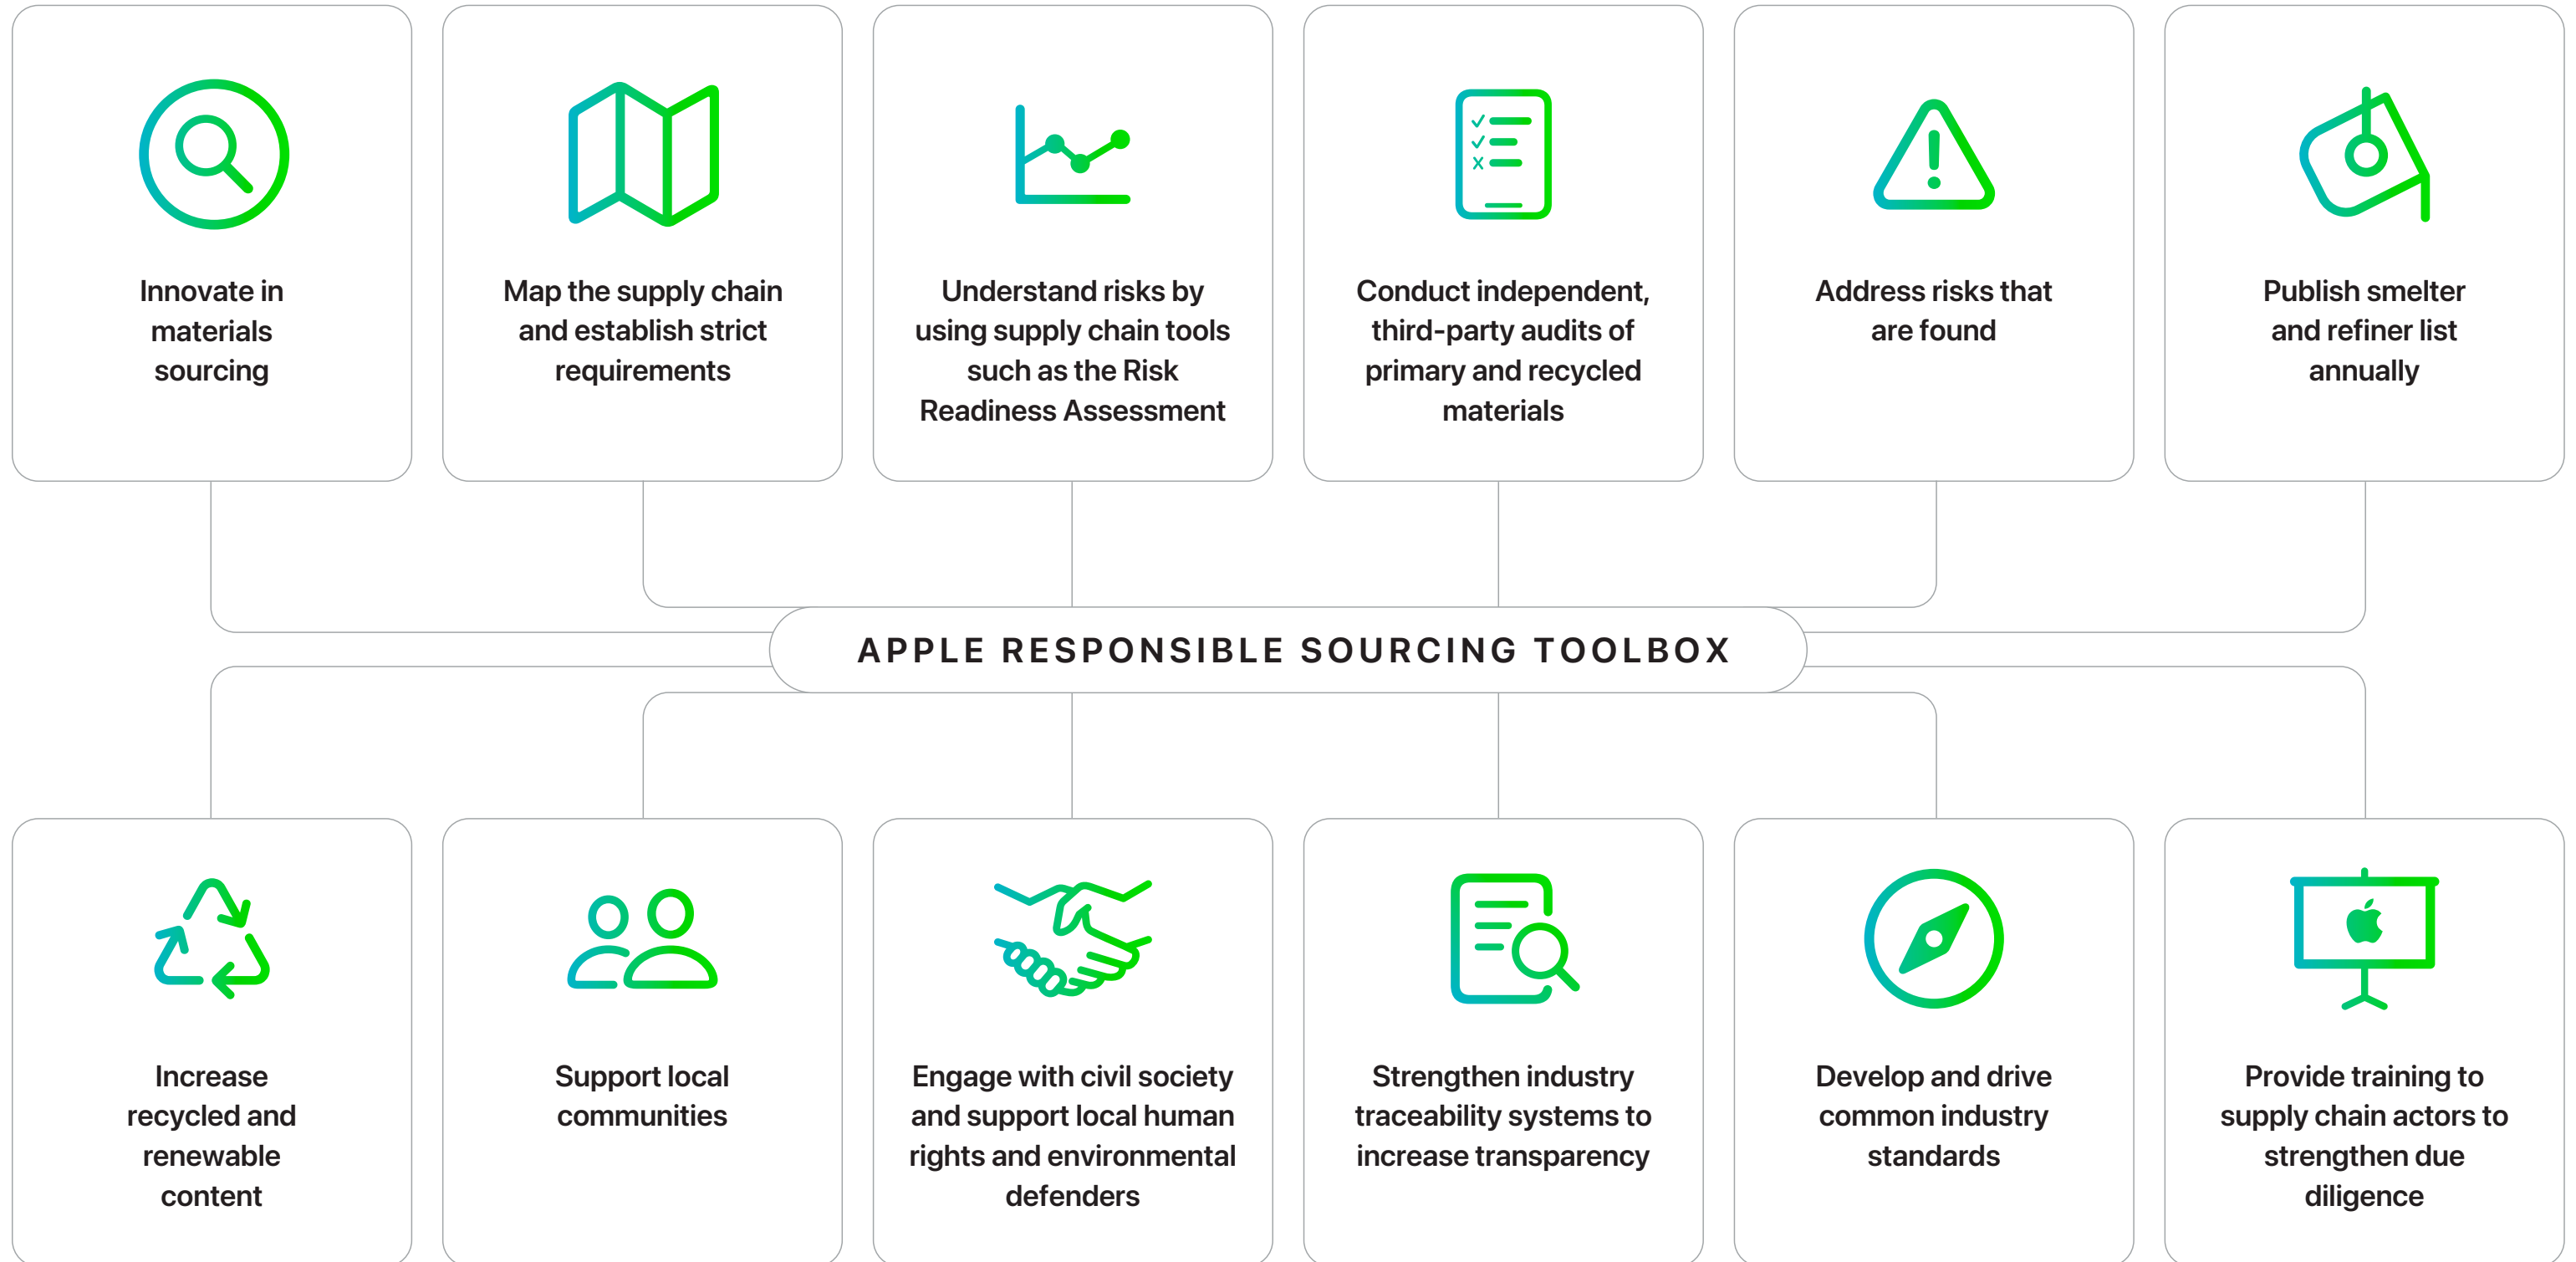 Innovate in
materials
sourcing
Map the supply chain
and establish strict
requirements
Understand risks by
using supply chain tools
such as the Risk
Readiness Assessment
Conduct independent,
third-party audits of
primary and recycled
materials
Address risks that
are found
Publish smelter
and refiner list
annually
APPLE RESPONSIBLE SOURCING TOOLBOX
Increase
recycled and
renewable
content
Support local
communities
Engage with civil society
and support local human
rights and environmental
defenders
Strengthen industry
traceability systems to
increase transparency
Develop and drive
common industry
standards
Provide training to
supply chain actors to
strengthen due
diligence